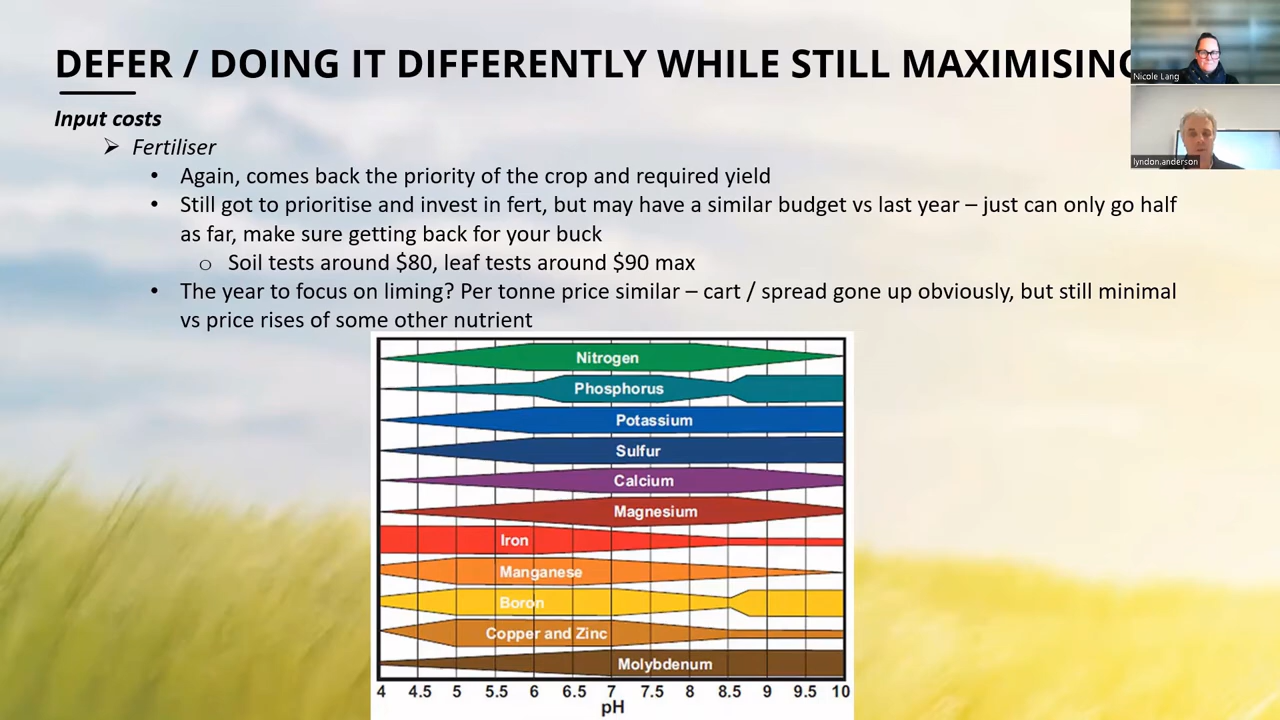 DEFER / DOING IT DIFFERENTLY WHILE STILL MAXIMISING
Nicole Lang
lyndon.anderson
Input costs
Fertiliser
• Again, comes back the priority of the crop and required yield
• Still got to prioritise and invest in fert, but may have a similar budget vs last year – just can only go half
as far, make sure getting back for your buck
o Soil tests around $80, leaf tests around $90 max
• The year to focus on liming? Per tonne price similar – cart / spread gone up obviously, but still minimal
vs price rises of some other nutrient
Nitrogen
Phosphorus
Potassium
Sulfur
Calcium
Magnesium
Iron
Manganese
Boron
Copper and Zinc
Molybdenum
4 4.5 5 5.5 6 6.5 7 7.5 8 8.5 9 9.5 10
pH